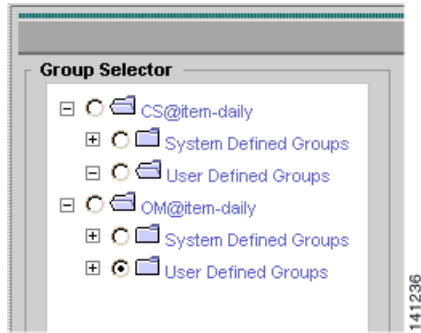 Group Selector
CS@item-daily
System Defined Groups
User Defined Groups
OM@item-daily
System Defined Groups
User Defined Groups
141236